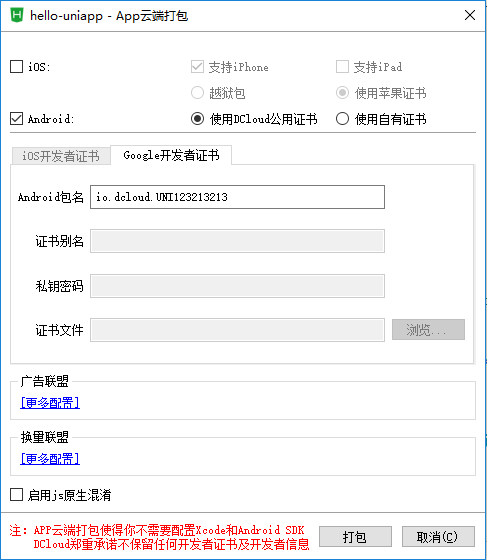 hello-uniapp - App云端打包
iOS: 支持iPhone 支持iPad
越狱包 使用苹果证书
Android: 使用DCloud公用证书 使用自有证书
iOS开发者证书 Google开发者证书
Android包名 io.dcloud.UNI123213213
证书别名
私钥密码
证书文件 浏览...
广告联盟
[更多配置]
换量联盟
[更多配置]
启用js原生混淆
注: APP云端打包使得你不需要配置Xcode和Android SDK
DCloud郑重承诺不保留任何开发者证书及开发者信息
打包 取消(C)